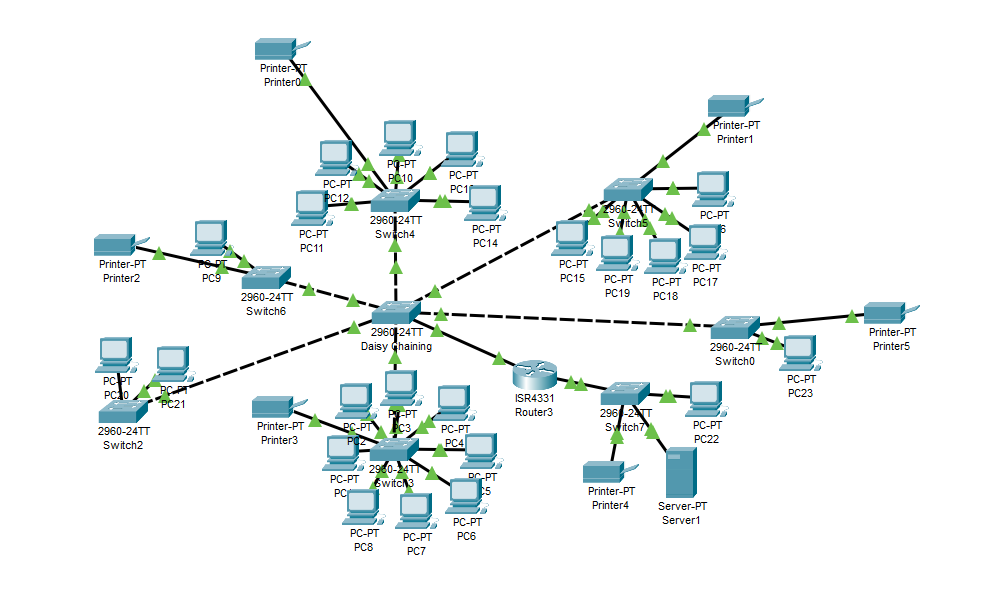 Printer-PT
Printer0
Printer-PT
Printer1
PC-PT
PC10
PC-PT
PC-PT
PC12
PC-PT
PC11
2960-24TT
Switch4
PC-PT
PC14
2960-24TT
Switch5
PC-PT
PC-PT
PC15
PC-PT
PC19
PC-PT
PC18
PC-PT
PC17
Printer-PT
Printer2
PC-PT
PC9
2960-24TT
Switch6
2960-24TT
Daisy Chaining
2960-24TT
Switch0
Printer-PT
Printer5
PC-PT
PC23
PC-PT
PC20
PC-PT
PC21
2960-24TT
Switch2
ISR4331
Router3
2960-24TT
Switch7
PC-PT
PC22
Printer-PT
Printer3
PC-PT
PC2
PC-PT
PC3
PC-PT
PC4
PC-PT
2960-24TT
Switch3
PC-PT
PC-PT
PC8
PC-PT
PC7
PC-PT
PC6
Printer-PT
Printer4
Server-PT
Server1